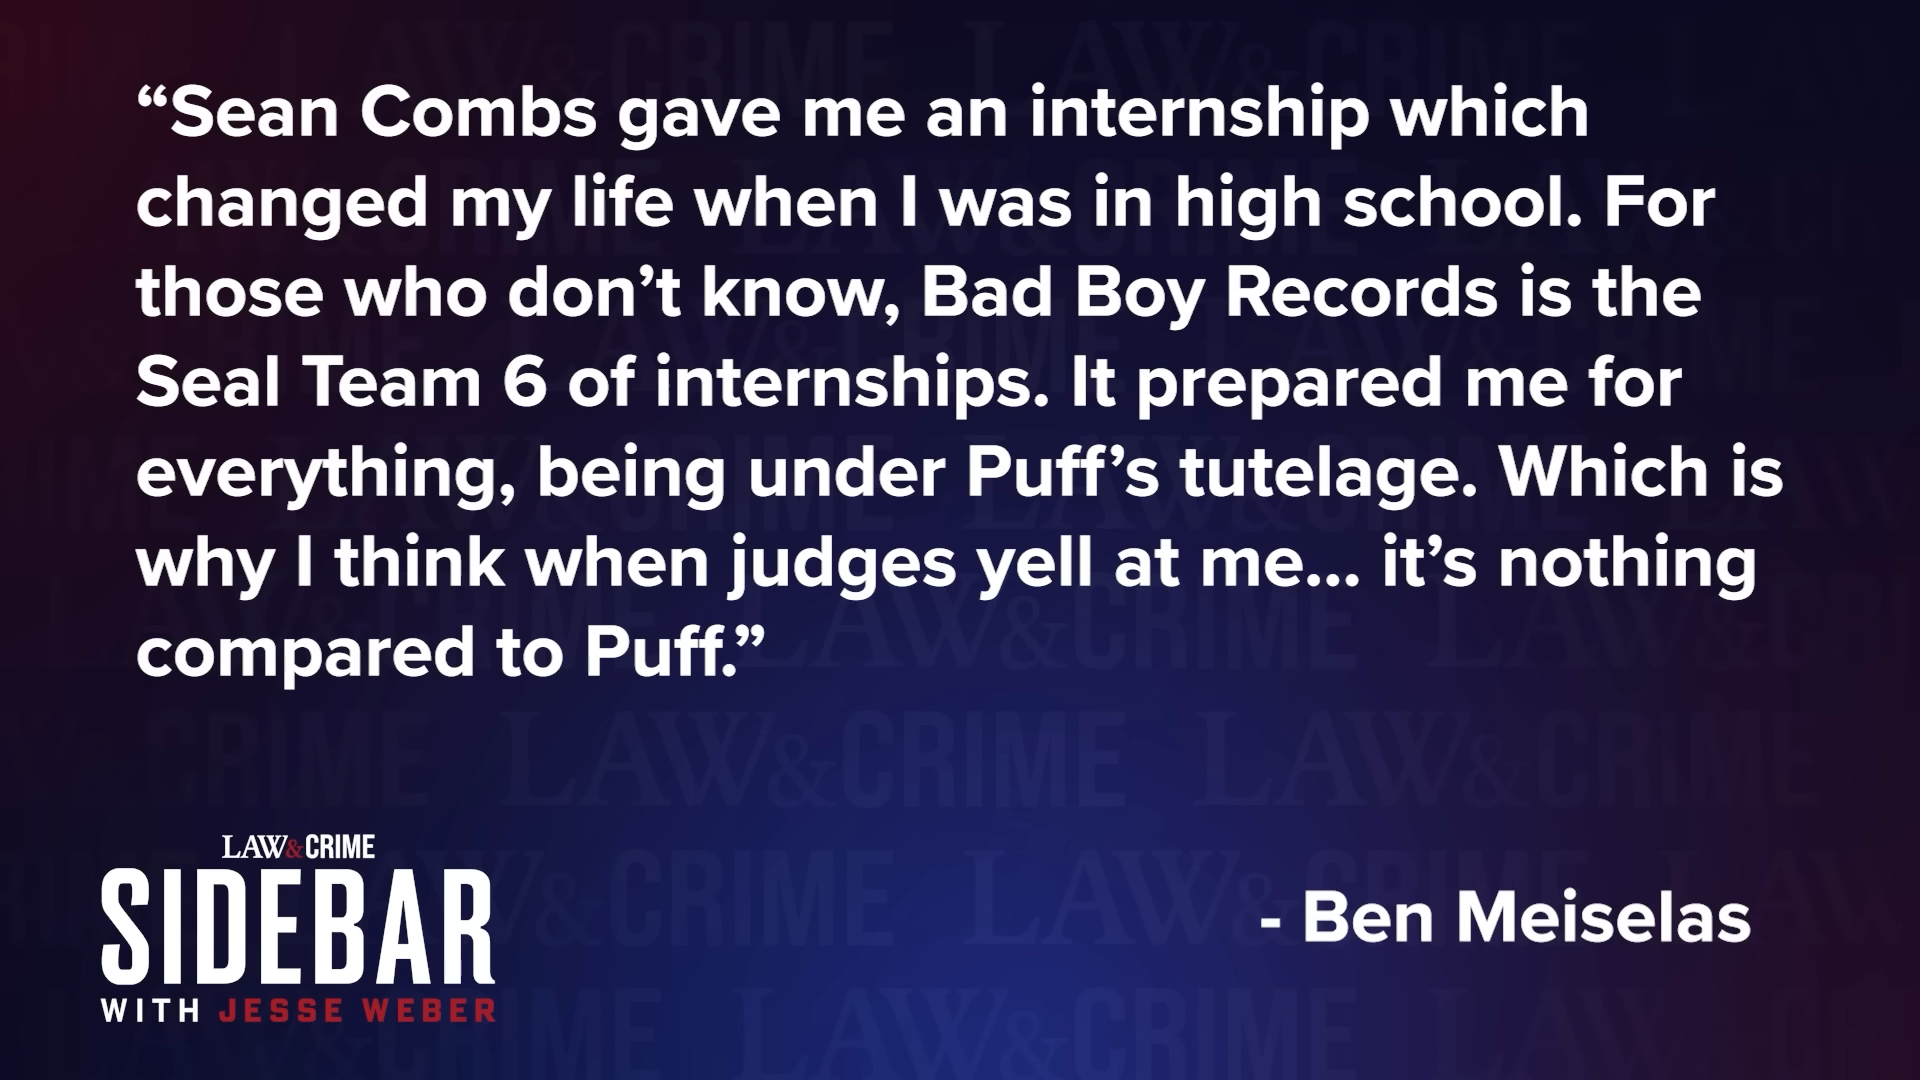 “Sean Combs gave me an internship which
changed my life when I was in high school. For
those who don’t know, Bad Boy Records is the
Seal Team 6 of internships. It prepared me for
everything, being under Puff’s tutelage. Which is
why I think when judges yell at me... it’s nothing
compared to Puff.”
LAW&CRIME
SIDEBAR
WITH JESSE WEBER
- Ben Meiselas